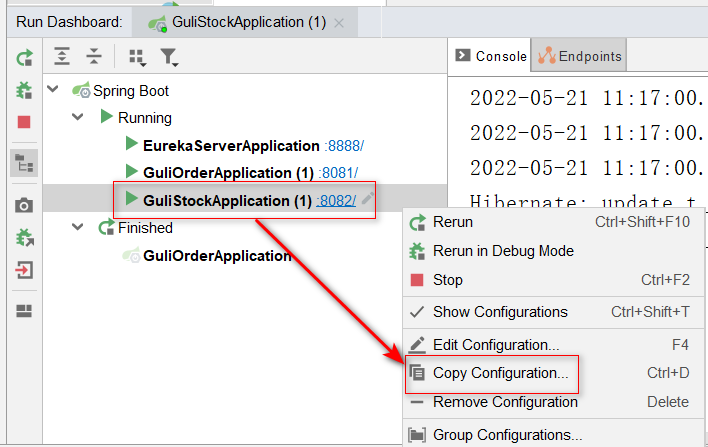 Run Dashboard: GuliStockApplication (1)
Console Endpoints
Spring Boot
Running
EurekaServerApplication :8888/
GuliOrderApplication (1) :8081/
GuliStockApplication (1) :8082/
Finished
GuliOrderApplication
2022-05-21 11:17:00.
2022-05-21 11:17:00.
2022-05-21 11:17:00.
Hibernate: update t
Rerun Ctrl+Shift+F10
Rerun in Debug Mode
Stop Ctrl+F2
Show Configurations Ctrl+Shift+T
Edit Configuration... F4
Copy Configuration... Ctrl+D
Remove Configuration Delete
Group Configurations...